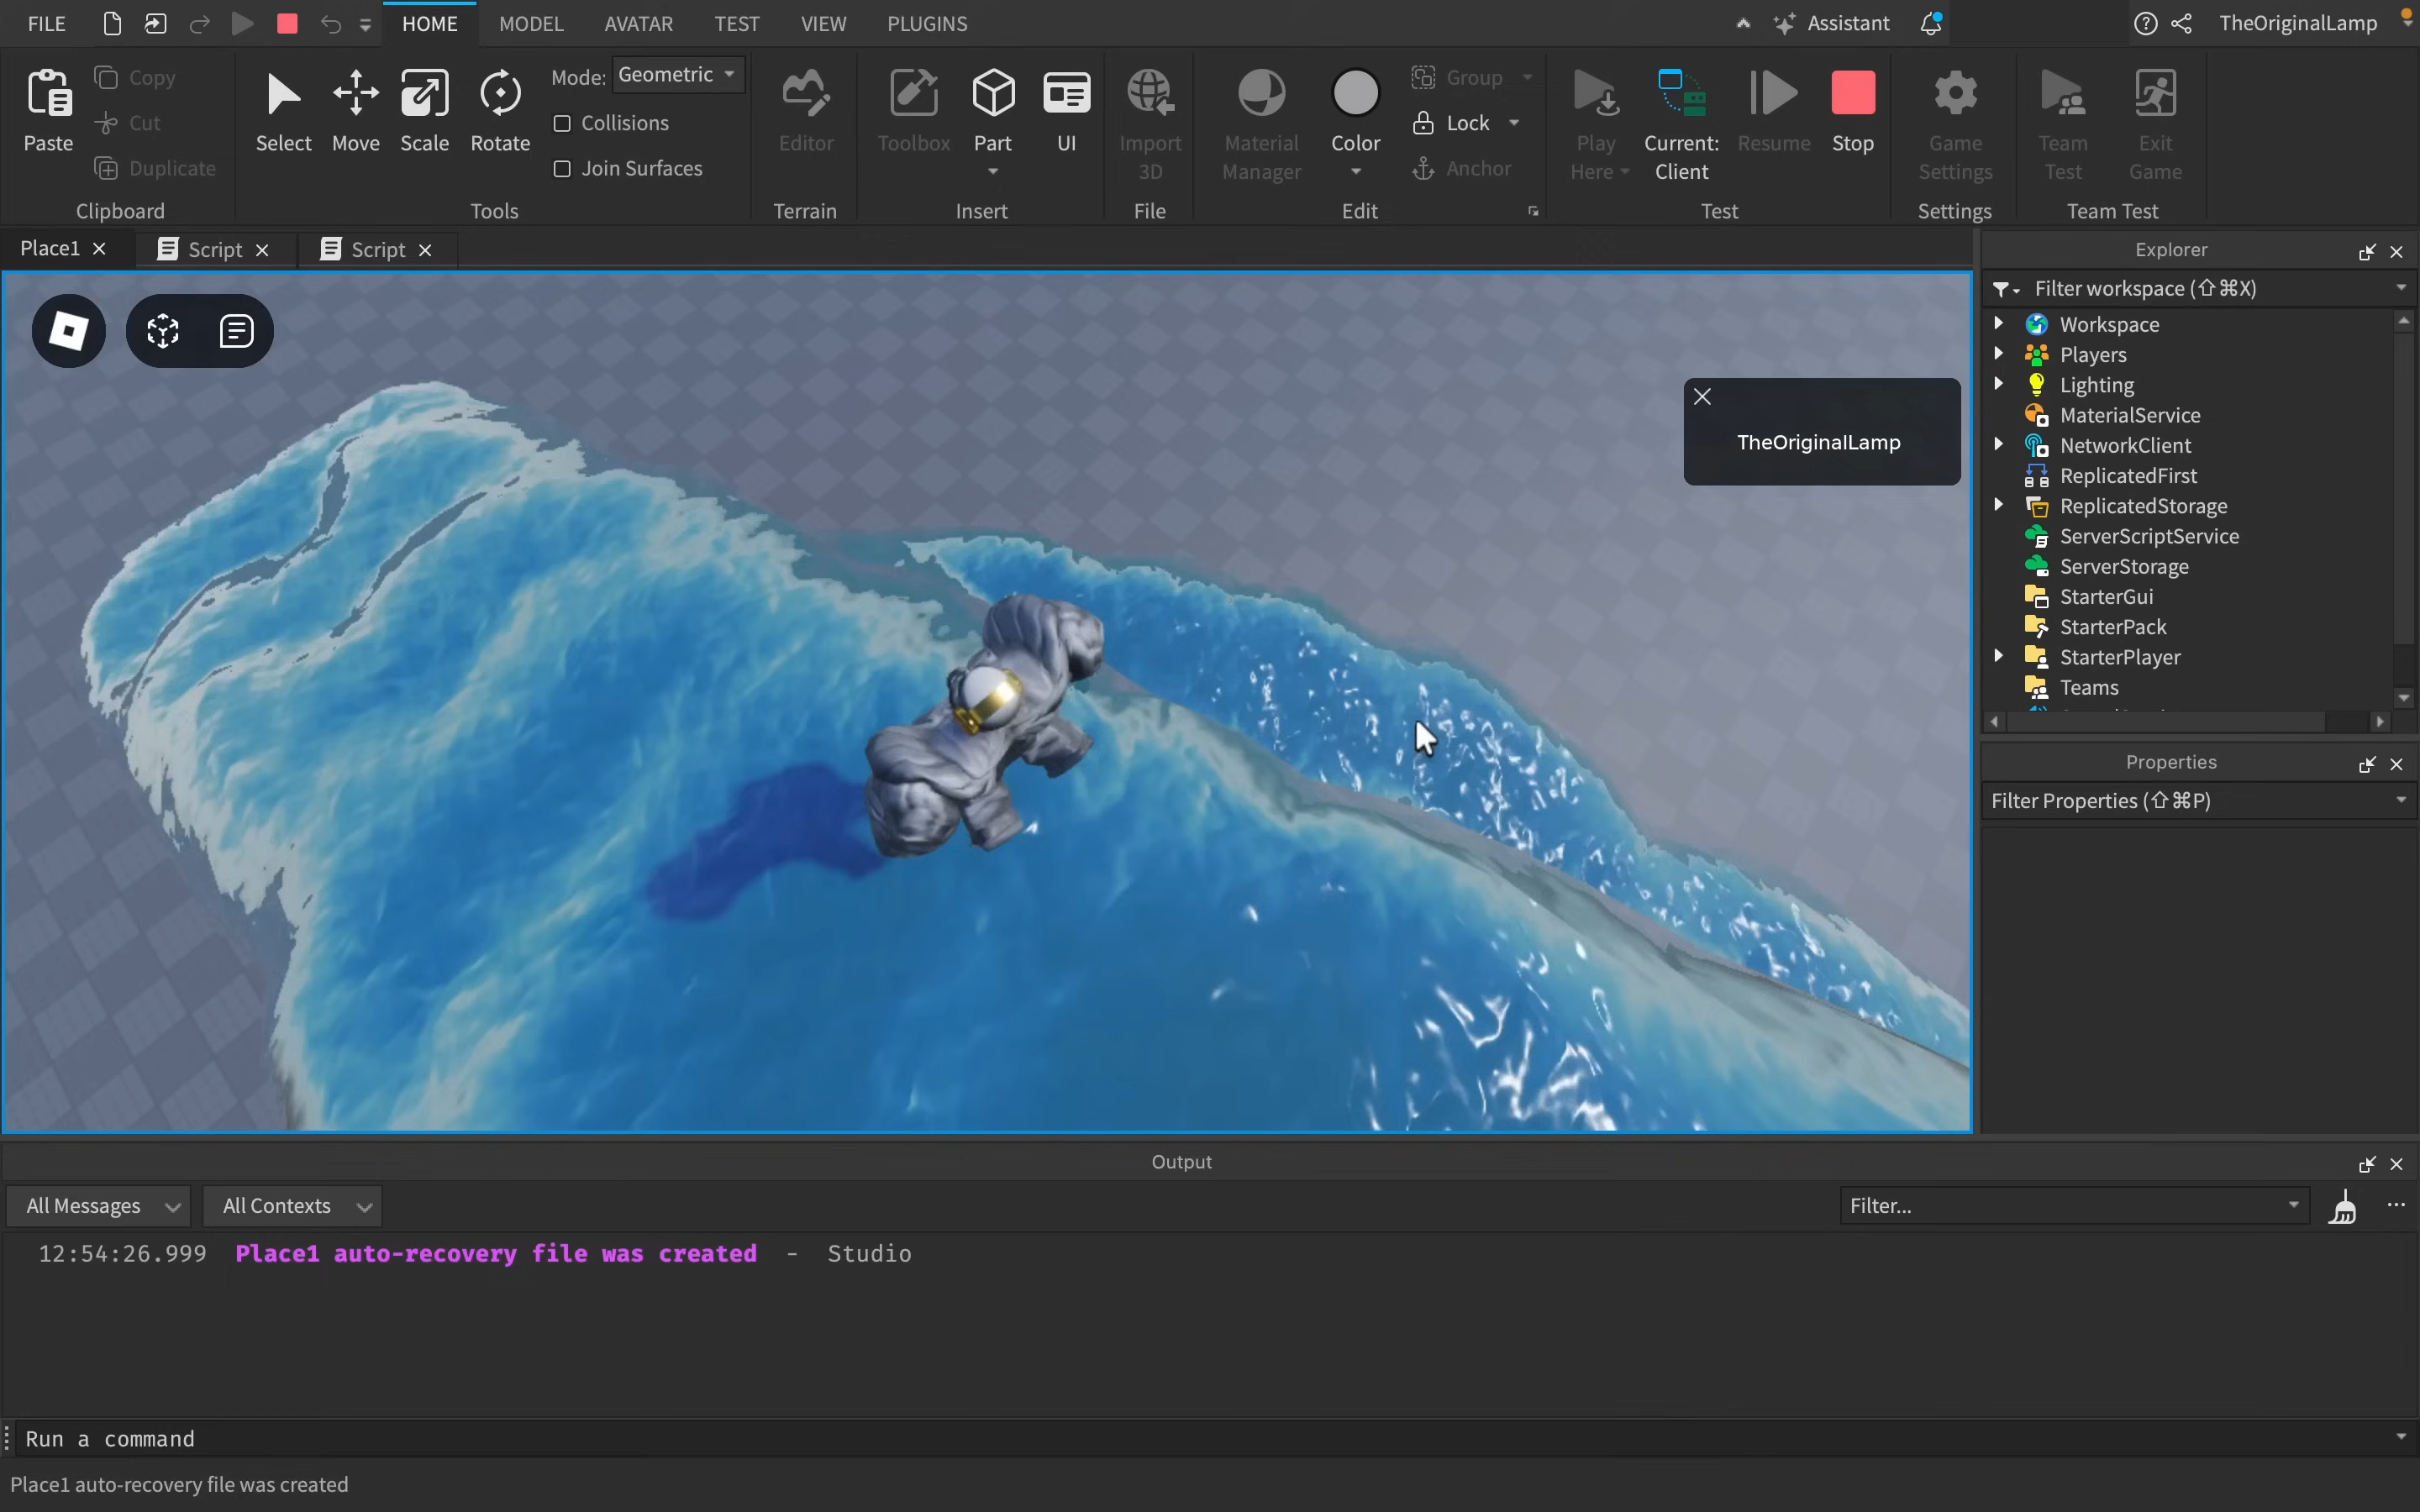 FILE HOME MODEL AVATAR TEST VIEW PLUGINS Assistant TheOriginalLamp
Paste Copy Cut Duplicate
Clipboard
Select Move Scale Rotate
Mode: Geometric
Collisions
Join Surfaces
Tools
Editor
Terrain
Toolbox Part UI
Insert
Import 3D
File
Material Manager
Color
Group
Lock
Anchor
Edit
Play Here
Current: Client
Resume
Stop
Test
Game Settings
Settings
Team Test
Exit Game
Team Test
Place1 Script Script
TheOriginalLamp
Explorer
Filter workspace (⇧⌘X)
Workspace
Players
Lighting
MaterialService
NetworkClient
ReplicatedFirst
ReplicatedStorage
ServerScriptService
ServerStorage
StarterGui
StarterPack
StarterPlayer
Teams
Properties
Filter Properties (⇧⌘P)
Output
All Messages All Contexts Filter...
12:54:26.999 Place1 auto-recovery file was created - Studio
Run a command
Place1 auto-recovery file was created